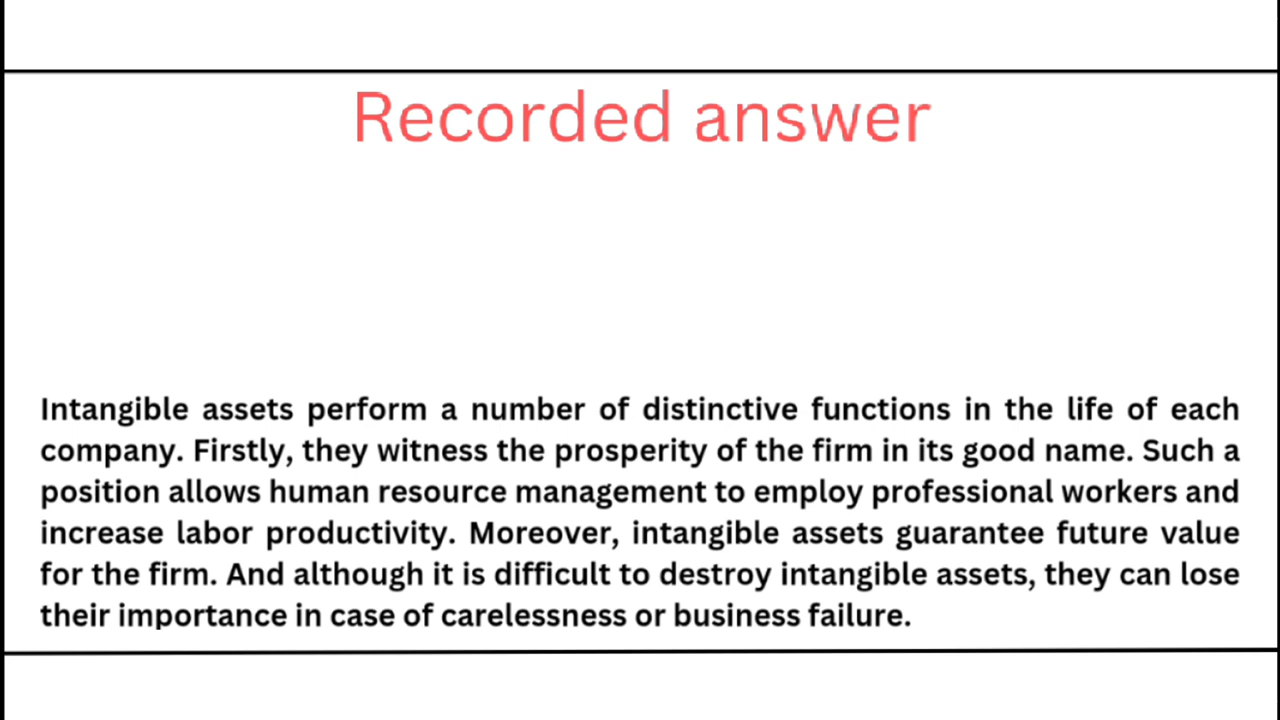 Recorded answer
Intangible assets perform a number of distinctive functions in the life of each
company. Firstly, they witness the prosperity of the firm in its good name. Such a
position allows human resource management to employ professional workers and
increase labor productivity. Moreover, intangible assets guarantee future value
for the firm. And although it is difficult to destroy intangible assets, they can lose
their importance in case of carelessness or business failure.